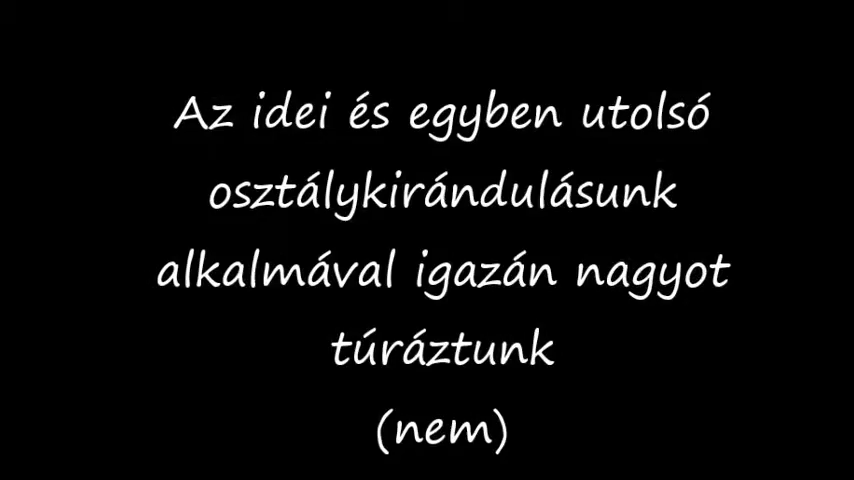 Az idei és egyben utolsó
osztálykirándulásunk
alkalmával igazán nagyot
túráztunk
(nem)